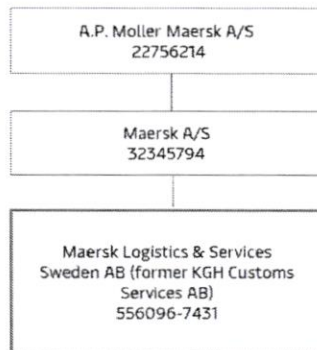 A.P. Moller Maersk A/S
22756214
Maersk A/S
32345794
Maersk Logistics & Services
Sweden AB (former KGH Customs
Services AB)
556096-7431